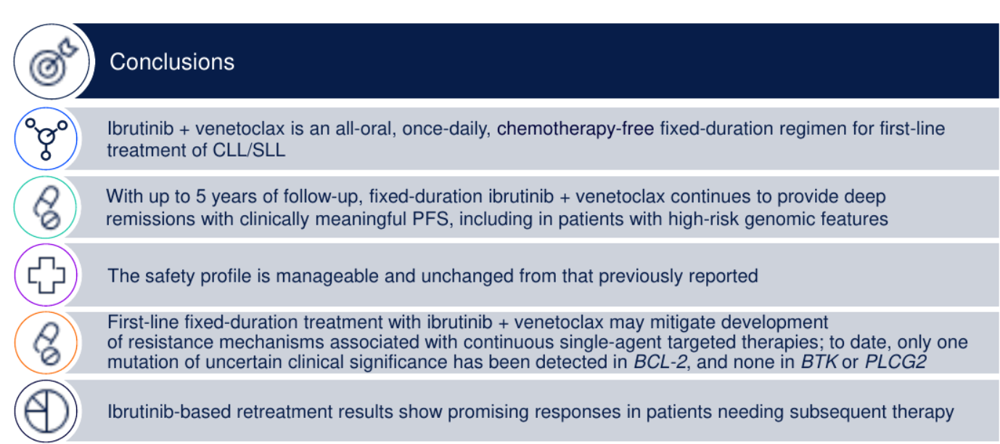 Conclusions
Ibrutinib + venetoclax is an all-oral, once-daily, chemotherapy-free fixed-duration regimen for first-line
treatment of CLL/SLL
With up to 5 years of follow-up, fixed-duration ibrutinib + venetoclax continues to provide deep
remissions with clinically meaningful PFS, including in patients with high-risk genomic features
The safety profile is manageable and unchanged from that previously reported
First-line fixed-duration treatment with ibrutinib + venetoclax may mitigate development
of resistance mechanisms associated with continuous single-agent targeted therapies; to date, only one
mutation of uncertain clinical significance has been detected in BCL-2, and none in BTK or PLCG2
Ibrutinib-based retreatment results show promising responses in patients needing subsequent therapy